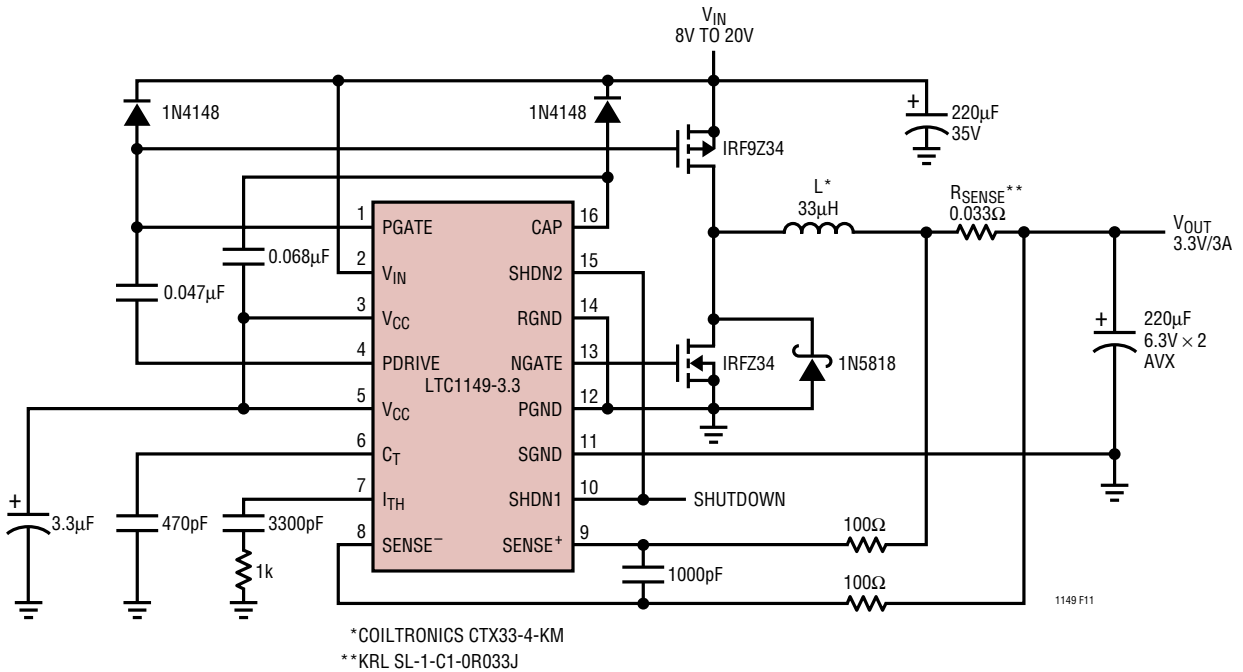 V_IN
8V TO 20V
1N4148
1N4148
+
220µF
35V
IRF9Z34
L*
33µH
R_SENSE**
0.033Ω
V_OUT
3.3V/3A
1
PGATE
CAP
16
0.068µF
2
V_IN
SHDN2
15
0.047µF
3
V_CC
RGND
14
+
220µF
6.3V × 2
AVX
4
PDRIVE
NGATE
13
IRFZ34
1N5818
LTC1149-3.3
5
V_CC
PGND
12
6
C_T
SGND
11
7
I_TH
SHDN1
10
SHUTDOWN
+
3.3µF
470pF
3300pF
8
SENSE⁻
SENSE⁺
9
100Ω
1k
1000pF
100Ω
1149 F11
*COILTRONICS CTX33-4-KM
**KRL SL-1-C1-0R033J